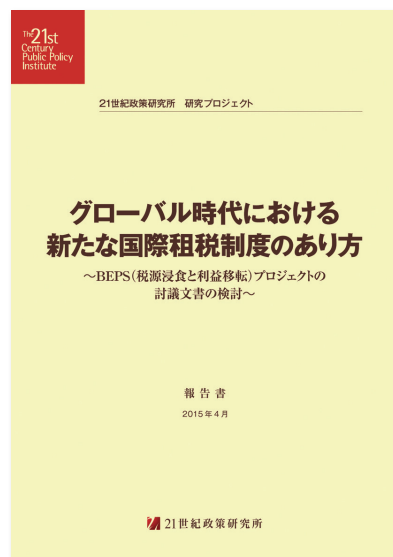 The 21st
Century
Public Policy
Institute
21世紀政策研究所 研究プロジェクト
グローバル時代における
新たな国際租税制度のあり方
～BEPS（税源浸食と利益移転）プロジェクトの
討議文書の検討～
報告書
2015年4月
21世紀政策研究所